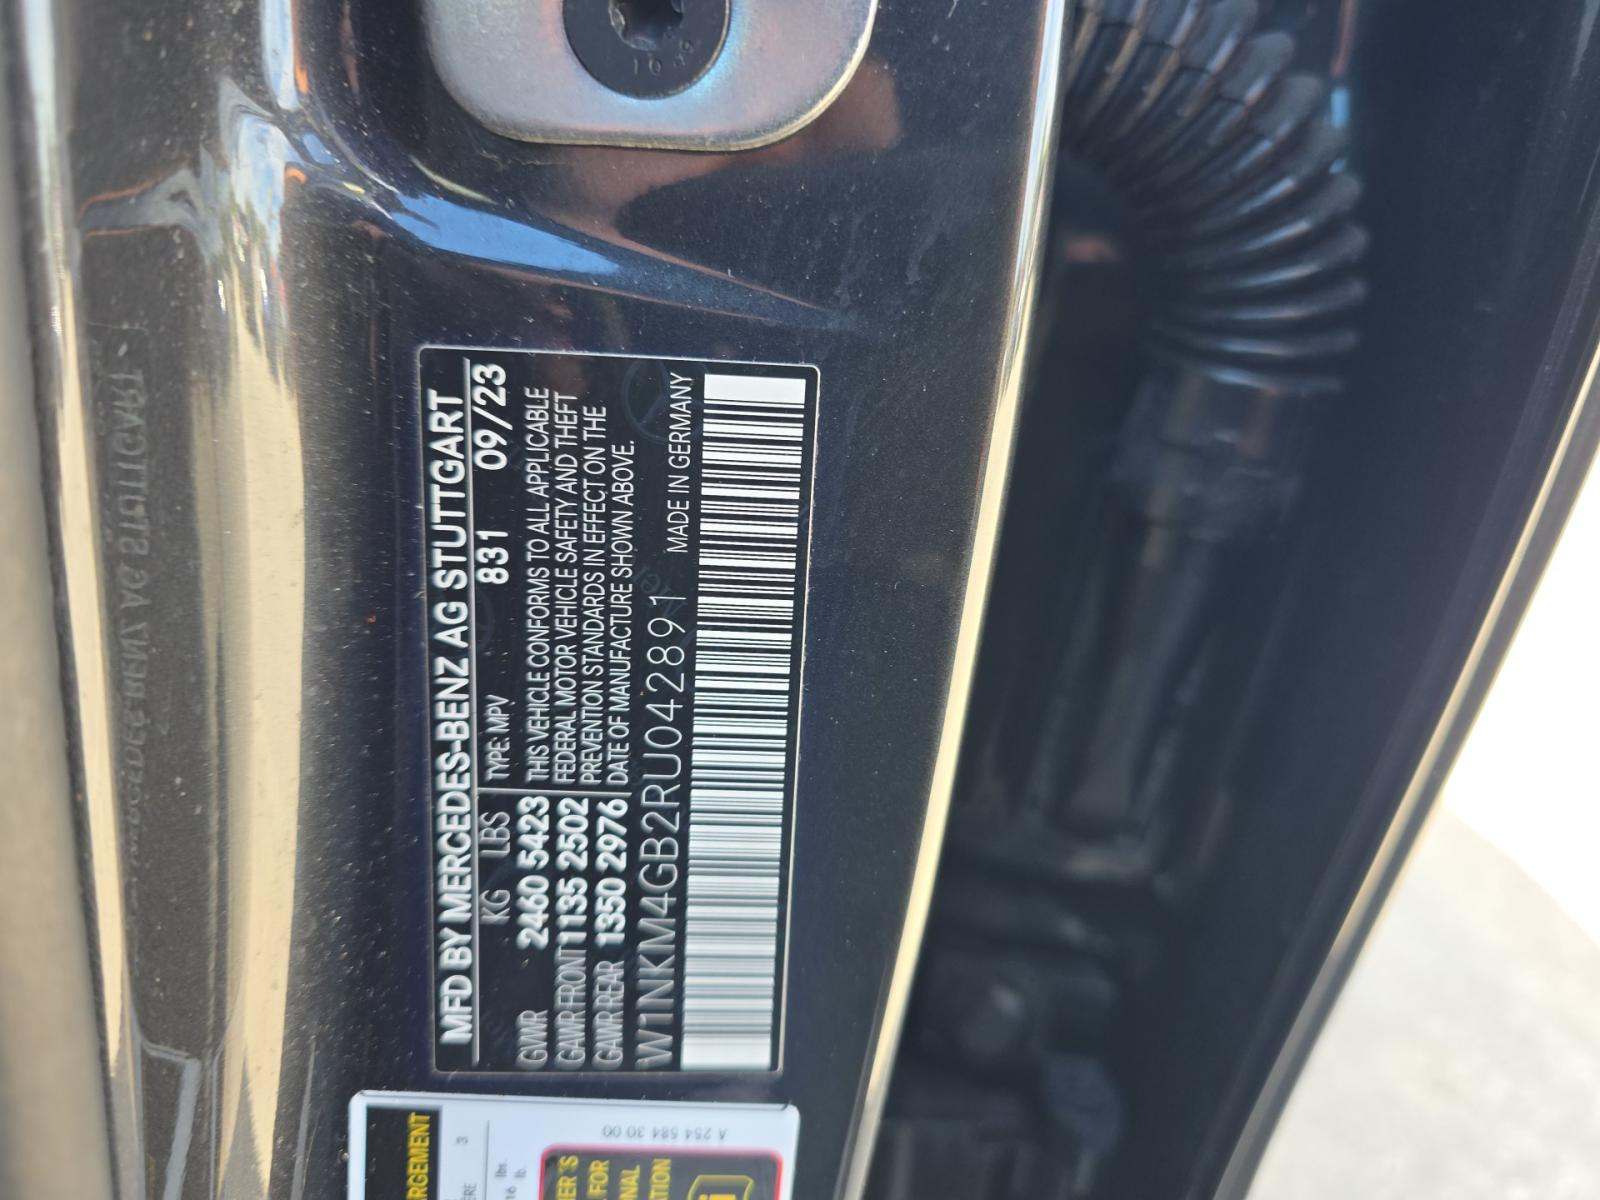 MFD BY MERCEDES-BENZ AG STUTTGART
KG LBS TYPE: MPV 831 09/23
GVWR 2460 5423 THIS VEHICLE CONFORMS TO ALL APPLICABLE
GAWR FRONT 1135 2502 FEDERAL MOTOR VEHICLE SAFETY AND THEFT
GAWR REAR 1350 2976 PREVENTION STANDARDS IN EFFECT ON THE
DATE OF MANUFACTURE SHOWN ABOVE.
W1NKM4GB2RU042891 MADE IN GERMANY
A 254 584 30 00